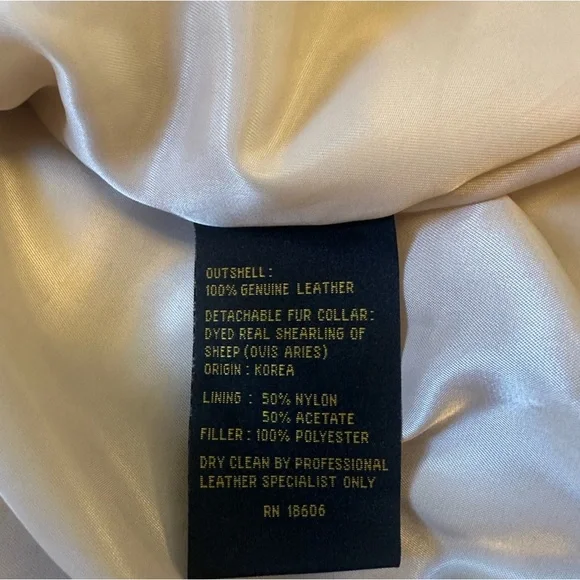 OUTSHELL:
100% GENUINE LEATHER
DETACHABLE FUR COLLAR:
DYED REAL SHEARLING OF
SHEEP (OVIS ARIES)
ORIGIN : KOREA
LINING : 50% NYLON
50% ACETATE
FILLER: 100% POLYESTER
DRY CLEAN BY PROFESSIONAL
LEATHER SPECIALIST ONLY
RN 18606